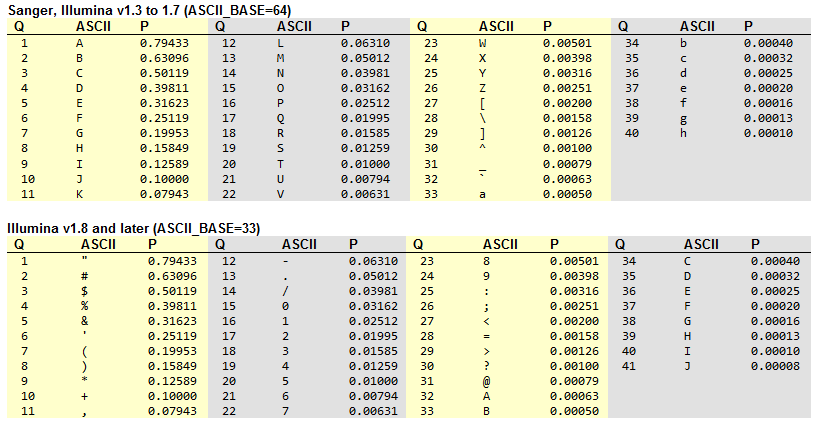 Sanger, Illumina v1.3 to 1.7 (ASCII_BASE=64)
Q ASCII P Q ASCII P Q ASCII P Q ASCII P
1 A 0.79433 12 L 0.06310 23 W 0.00501 34 b 0.00040
2 B 0.63096 13 M 0.05012 24 X 0.00398 35 c 0.00032
3 C 0.50119 14 N 0.03981 25 Y 0.00316 36 d 0.00025
4 D 0.39811 15 O 0.03162 26 Z 0.00251 37 e 0.00020
5 E 0.31623 16 P 0.02512 27 [ 0.00200 38 f 0.00016
6 F 0.25119 17 Q 0.01995 28 \ 0.00158 39 g 0.00013
7 G 0.19953 18 R 0.01585 29 ] 0.00126 40 h 0.00010
8 H 0.15849 19 S 0.01259 30 ^ 0.00100
9 I 0.12589 20 T 0.01000 31 _ 0.00079
10 J 0.10000 21 U 0.00794 32 ` 0.00063
11 K 0.07943 22 V 0.00631 33 a 0.00050
Illumina v1.8 and later (ASCII_BASE=33)
Q ASCII P Q ASCII P Q ASCII P Q ASCII P
1 " 0.79433 12 - 0.06310 23 8 0.00501 34 C 0.00040
2 # 0.63096 13 . 0.05012 24 9 0.00398 35 D 0.00032
3 $ 0.50119 14 / 0.03981 25 : 0.00316 36 E 0.00025
4 % 0.39811 15 0 0.03162 26 ; 0.00251 37 F 0.00020
5 & 0.31623 16 1 0.02512 27 < 0.00200 38 G 0.00016
6 ' 0.25119 17 2 0.01995 28 = 0.00158 39 H 0.00013
7 ( 0.19953 18 3 0.01585 29 > 0.00126 40 I 0.00010
8 ) 0.15849 19 4 0.01259 30 ? 0.00100 41 J 0.00008
9 * 0.12589 20 5 0.01000 31 @ 0.00079
10 + 0.10000 21 6 0.00794 32 A 0.00063
11 , 0.07943 22 7 0.00631 33 B 0.00050